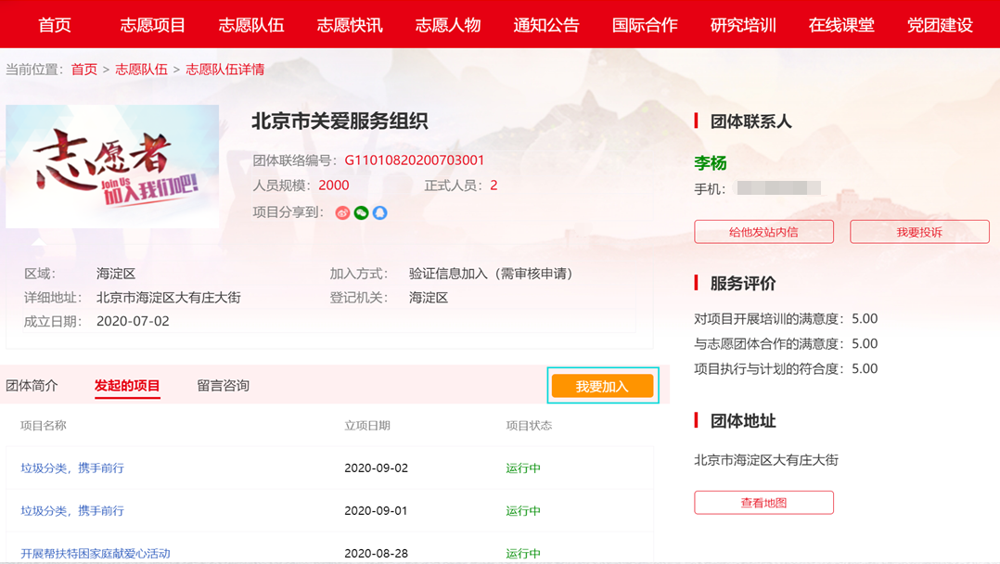 首页 志愿项目 志愿队伍 志愿快讯 志愿人物 通知公告 国际合作 研究培训 在线课堂 党团建设
当前位置：首页 > 志愿队伍 > 志愿队伍详情
志愿者
Join Us
加入我们吧!
北京市关爱服务组织
团体联络编号：G11010820200703001
人员规模：2000 正式人员：2
项目分享到：
区域： 海淀区 加入方式： 验证信息加入（需审核申请）
详细地址： 北京市海淀区大有庄大街 登记机关： 海淀区
成立日期： 2020-07-02
团体简介 发起的项目 留言咨询 我要加入
项目名称 立项日期 项目状态
垃圾分类，携手前行 2020-09-02 运行中
垃圾分类，携手前行 2020-09-01 运行中
开展帮扶特困家庭献爱心活动 2020-08-28 运行中
团体联系人
李杨
手机：
给他发站内信 我要投诉
服务评价
对项目开展培训的满意度：5.00
与志愿团体合作的满意度：5.00
项目执行与计划的符合度：5.00
团体地址
北京市海淀区大有庄大街
查看地图